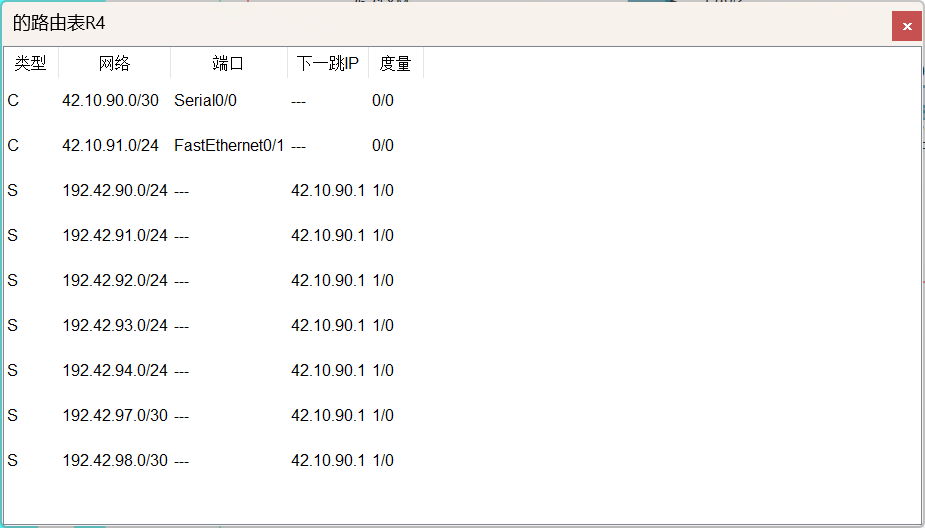 的路由表R4
类型 网络 端口 下一跳IP 度量
C 42.10.90.0/30 Serial0/0 --- 0/0
C 42.10.91.0/24 FastEthernet0/1 --- 0/0
S 192.42.90.0/24 --- 42.10.90.1 1/0
S 192.42.91.0/24 --- 42.10.90.1 1/0
S 192.42.92.0/24 --- 42.10.90.1 1/0
S 192.42.93.0/24 --- 42.10.90.1 1/0
S 192.42.94.0/24 --- 42.10.90.1 1/0
S 192.42.97.0/30 --- 42.10.90.1 1/0
S 192.42.98.0/30 --- 42.10.90.1 1/0